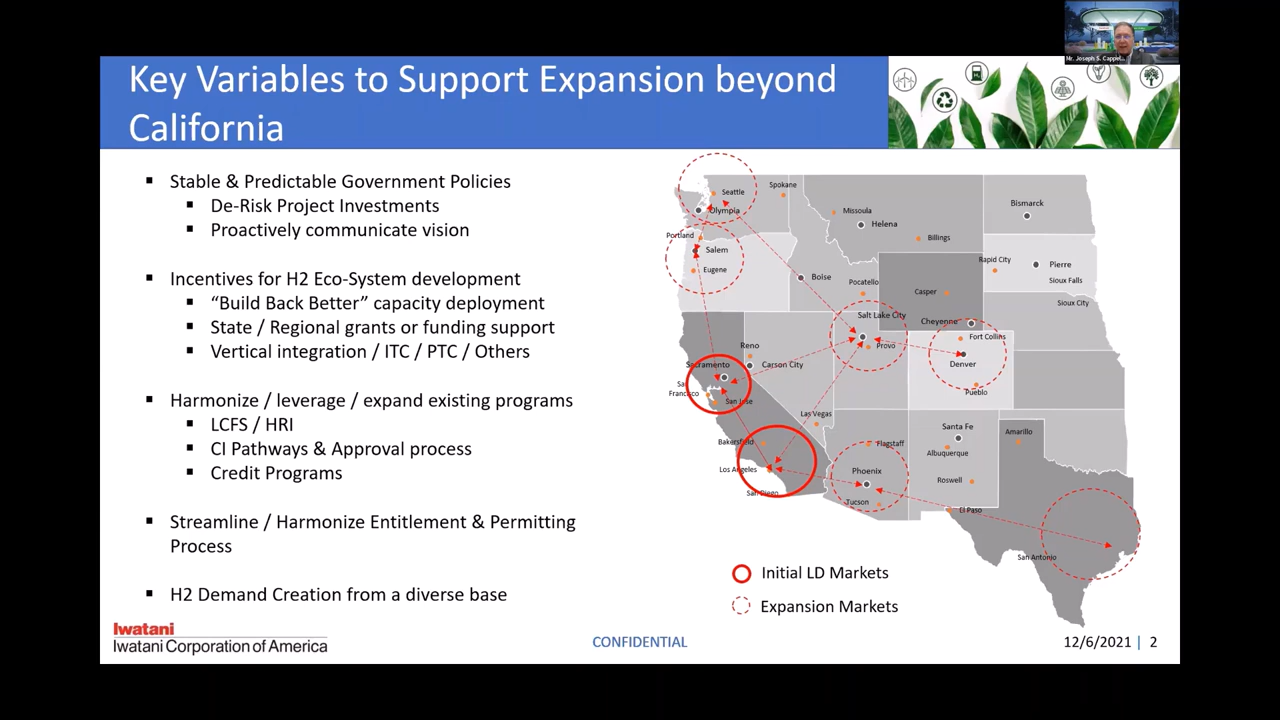 Mr. Joseph S. Cappel...
Key Variables to Support Expansion beyond
California
▪ Stable & Predictable Government Policies
▪ De-Risk Project Investments
▪ Proactively communicate vision
▪ Incentives for H2 Eco-System development
▪ “Build Back Better” capacity deployment
▪ State / Regional grants or funding support
▪ Vertical integration / ITC / PTC / Others
▪ Harmonize / leverage / expand existing programs
▪ LCFS / HRI
▪ CI Pathways & Approval process
▪ Credit Programs
▪ Streamline / Harmonize Entitlement & Permitting
Process
▪ H2 Demand Creation from a diverse base
Seattle
Spokane
Olympia
Missoula
Helena
Bismarck
Portland
Salem
Billings
Eugene
Boise
Rapid City
Pierre
Pocatello
Casper
Sioux Falls
Sioux City
Salt Lake City
Cheyenne
Reno
Provo
Fort Collins
Sacramento
Carson City
Denver
San
Francisco
San Jose
Pueblo
Las Vegas
Santa Fe
Amarillo
Bakersfield
Flagstaff
Albuquerque
Los Angeles
Phoenix
Roswell
San Diego
Tucson
El Paso
San Antonio
Initial LD Markets
Expansion Markets
Iwatani
Iwatani Corporation of America
CONFIDENTIAL
12/6/2021 | 2